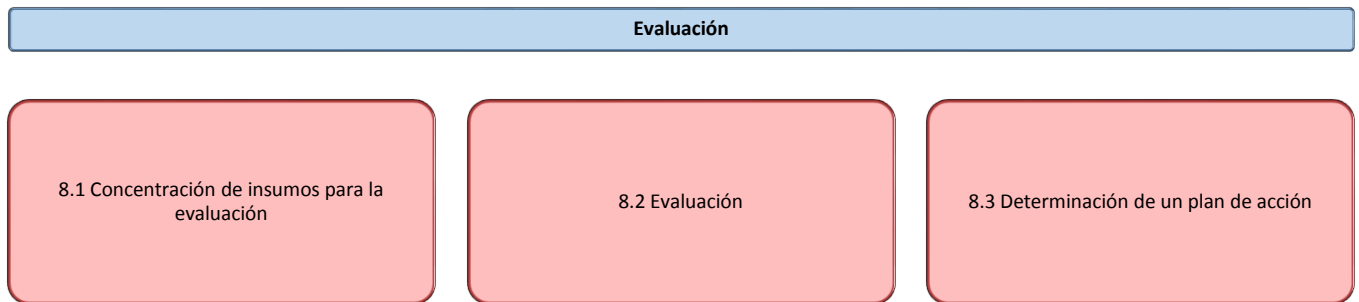 Evaluación
8.1 Concentración de insumos para la
evaluación
8.2 Evaluación
8.3 Determinación de un plan de acción